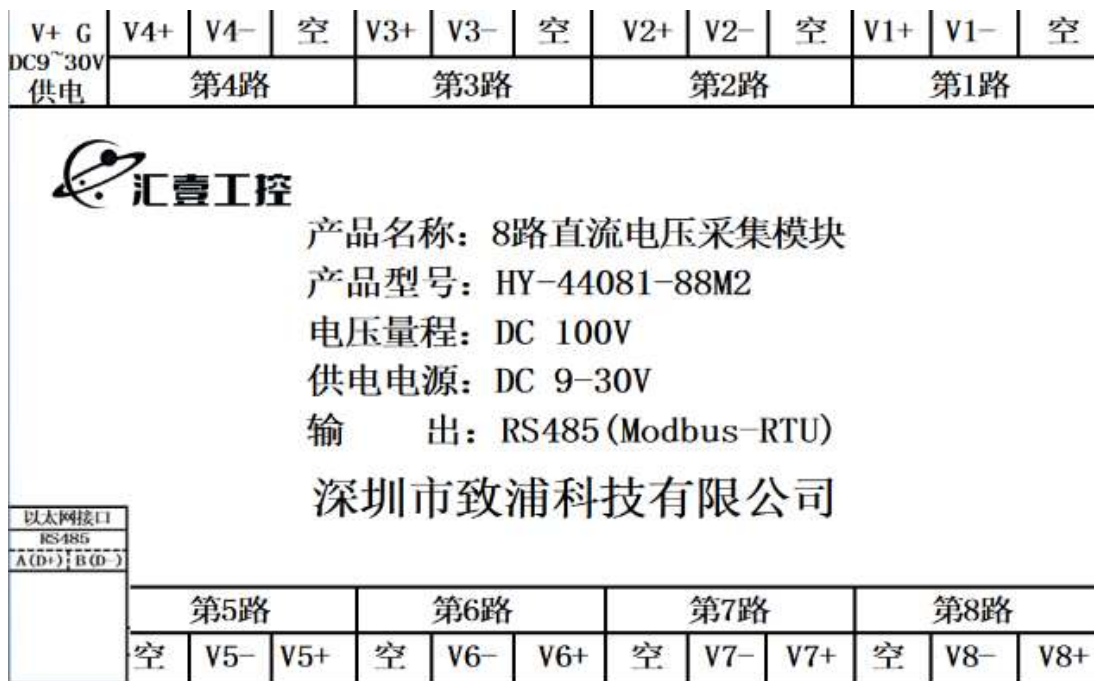 V+ G V4+ V4- 空 V3+ V3- 空 V2+ V2- 空 V1+ V1- 空
DC9~30V
供电 第4路 第3路 第2路 第1路
汇壹工控
产品名称: 8路直流电压采集模块
产品型号: HY-44081-88M2
电压量程: DC 100V
供电电源: DC 9-30V
输 出: RS485(Modbus-RTU)
深圳市致浦科技有限公司
以太网接口
RS485
A(D+) B(D-)
第5路 第6路 第7路 第8路
空 V5- V5+ 空 V6- V6+ 空 V7- V7+ 空 V8- V8+